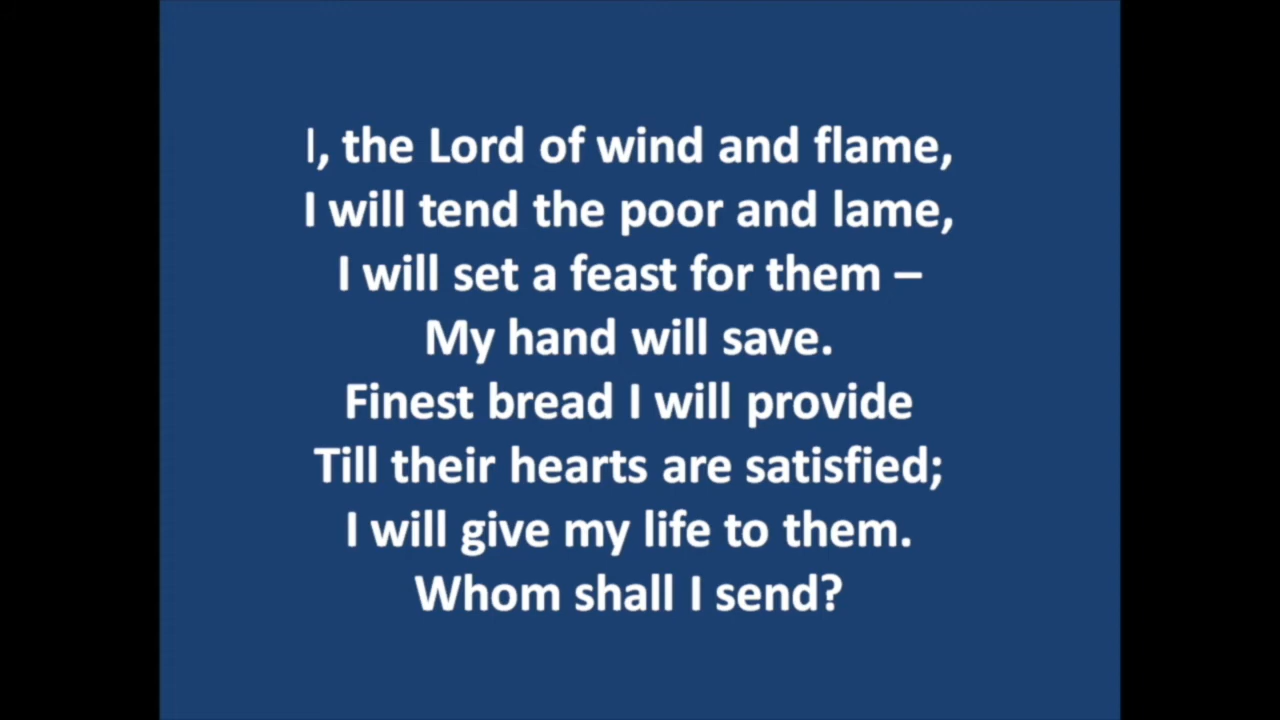 I, the Lord of wind and flame,
I will tend the poor and lame,
I will set a feast for them –
My hand will save.
Finest bread I will provide
Till their hearts are satisfied;
I will give my life to them.
Whom shall I send?